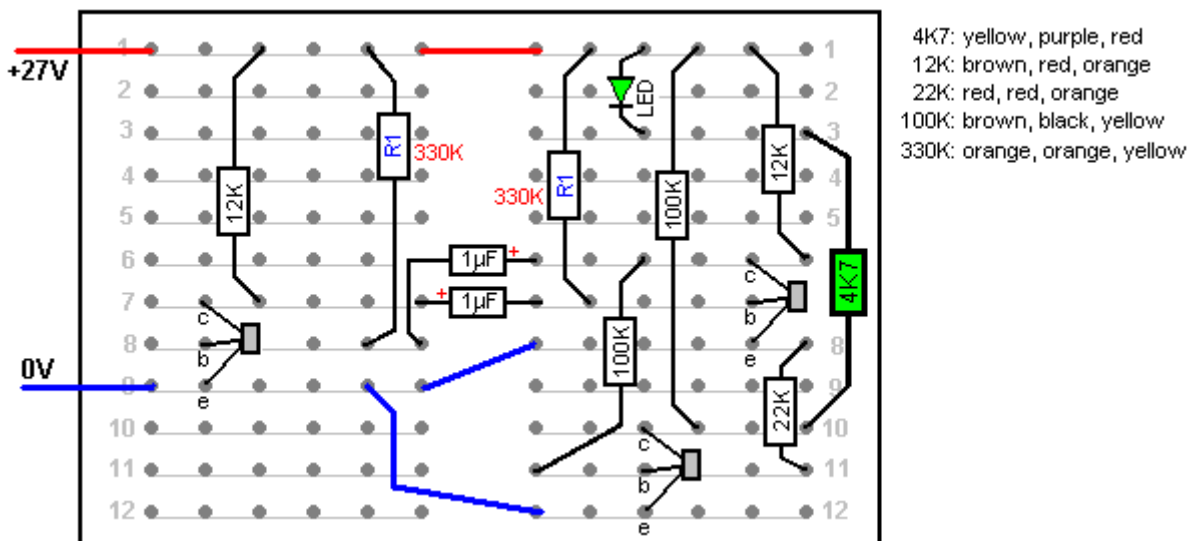 +27V
0V
1 1
2 2
3 3
4 4
5 5
6 6
7 7
8 8
9 9
10 10
11 11
12 12
12K
R1
330K
330K
R1
LED
100K
12K
4K7
1µF +
+ 1µF
100K
22K
c
b
e
c
b
e
c
b
e
4K7: yellow, purple, red
12K: brown, red, orange
22K: red, red, orange
100K: brown, black, yellow
330K: orange, orange, yellow